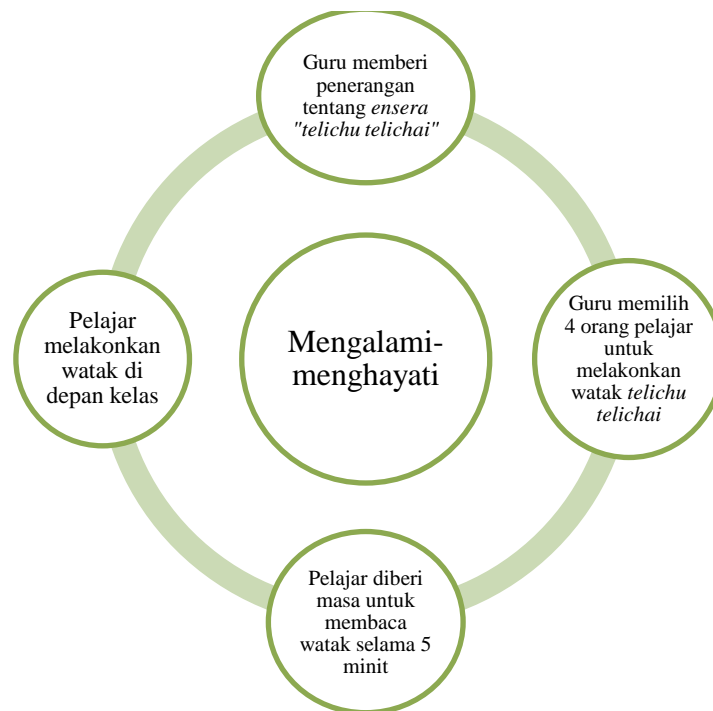 Guru memberi
penerangan
tentang ensera
"telichu telichai"
Guru memilih
4 orang pelajar
untuk
melakonkan
watak telichu
telichai
Pelajar diberi
masa untuk
membaca
watak selama 5
minit
Pelajar
melakonkan
watak di
depan kelas
Mengalami-
menghayati